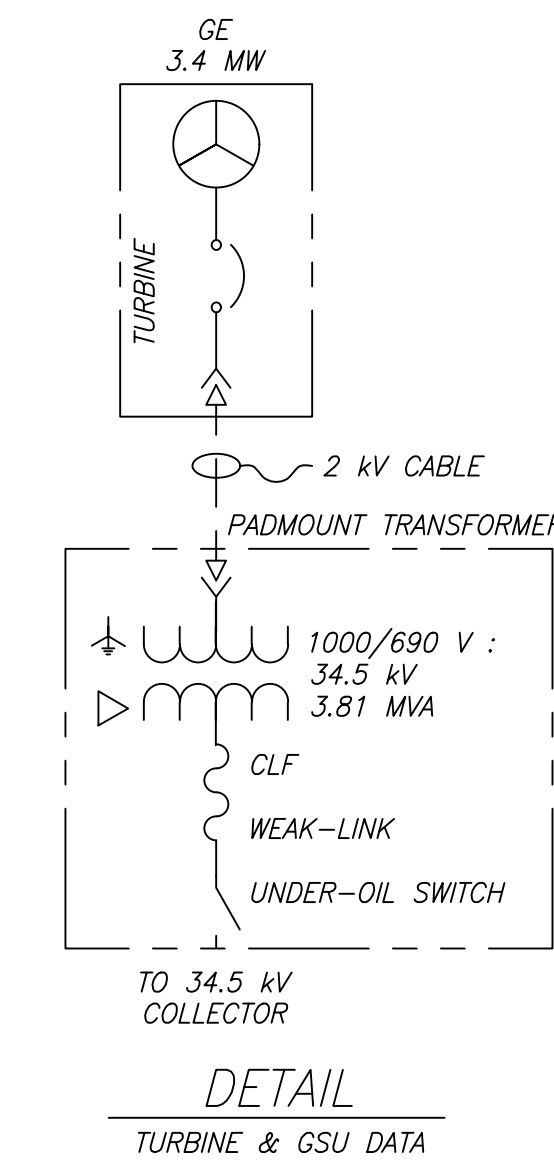 GE
3.4 MW
TURBINE
2 kV CABLE
PADMOUNT TRANSFORMER
1000/690 V :
34.5 kV
3.81 MVA
CLF
WEAK-LINK
UNDER-OIL SWITCH
TO 34.5 kV
COLLECTOR
DETAIL
TURBINE & GSU DATA